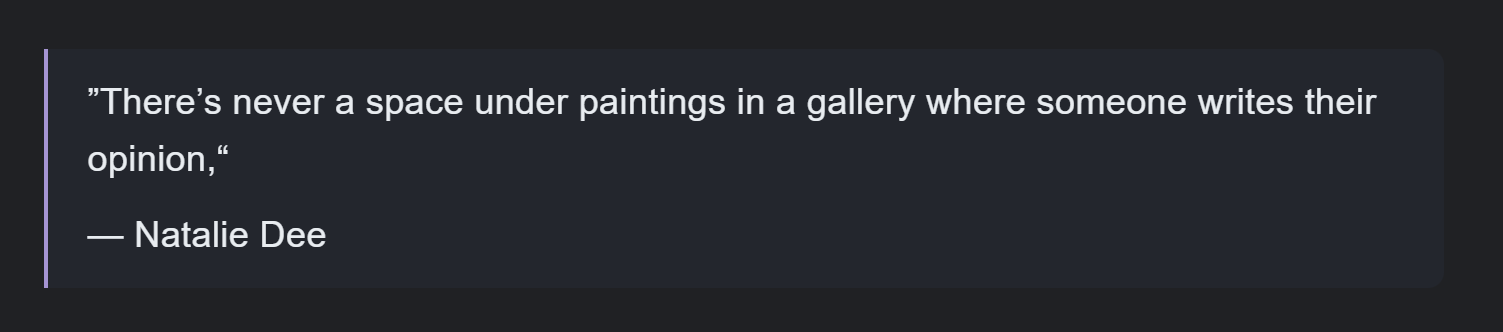 ”There’s never a space under paintings in a gallery where someone writes their
opinion,“
— Natalie Dee